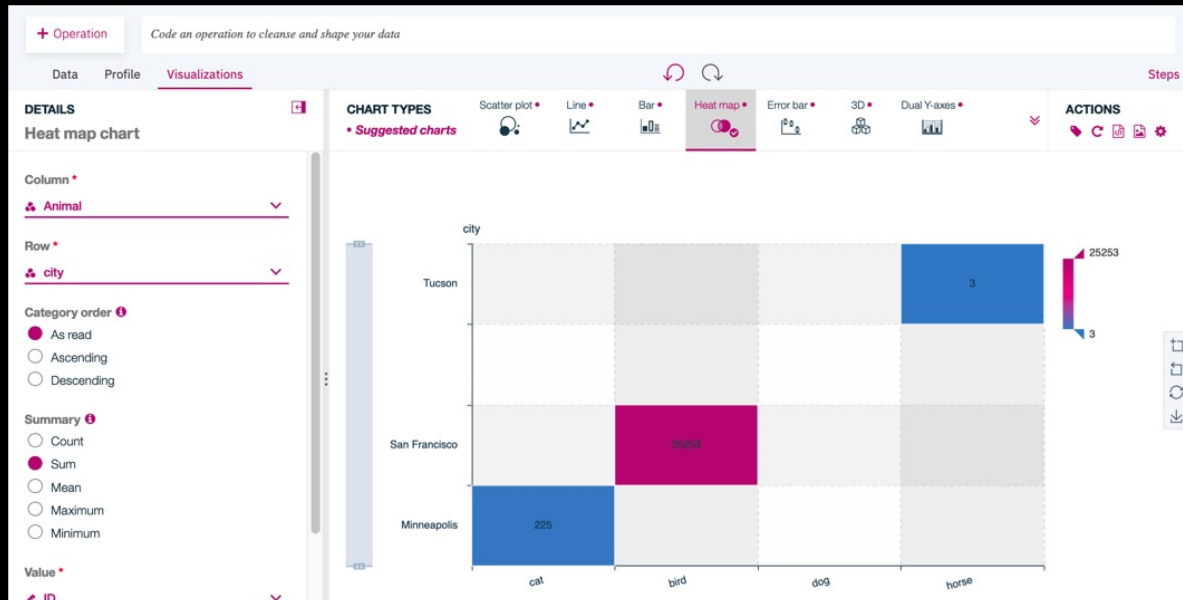 + Operation
Code an operation to cleanse and shape your data
Data
Profile
Visualizations
Steps
DETAILS
Heat map chart
CHART TYPES
• Suggested charts
Scatter plot •
Line •
Bar •
Heat map •
Error bar •
3D •
Dual Y-axes •
ACTIONS
Column *
Animal
Row *
city
Category order
As read
Ascending
Descending
Summary
Count
Sum
Mean
Maximum
Minimum
Value *
ID
city
Tucson
San Francisco
Minneapolis
3
25253
225
cat
bird
dog
horse
25253
3